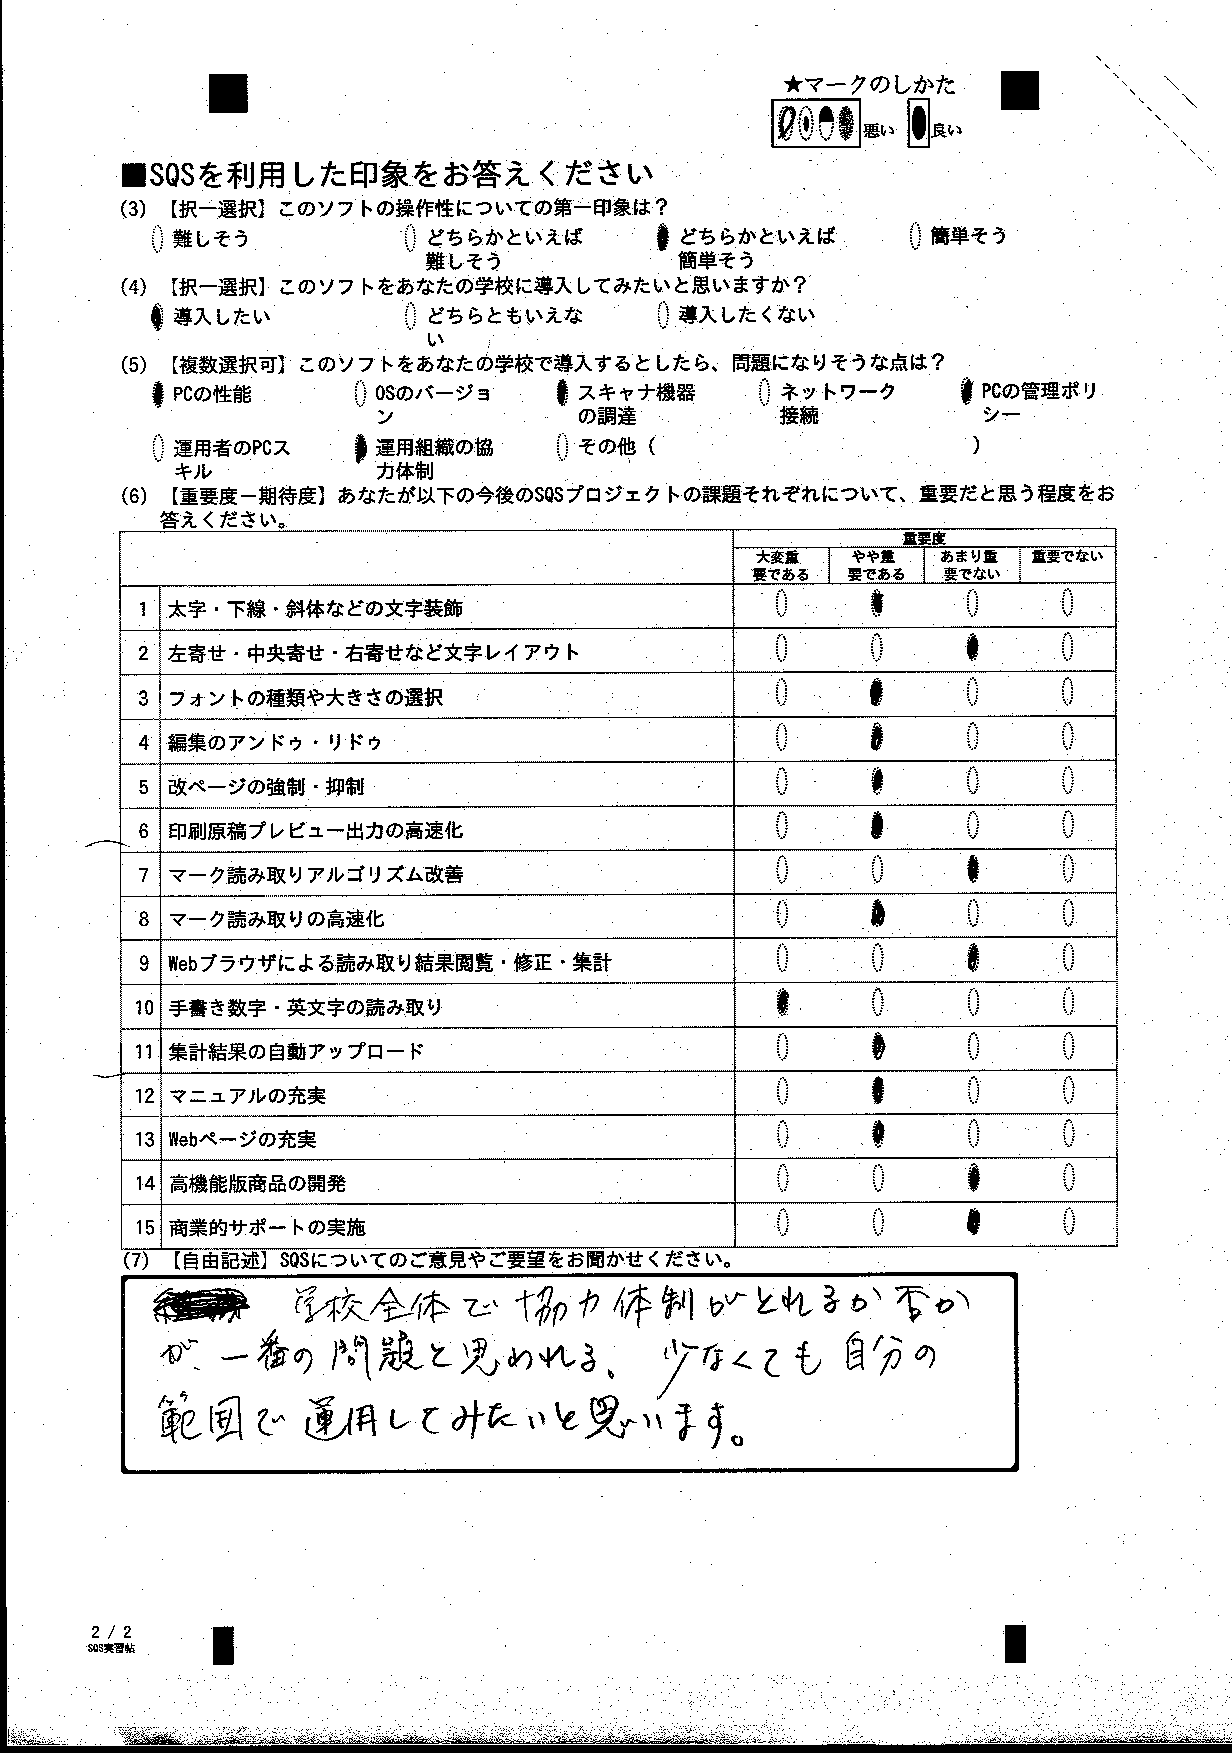 ★マークのしかた
悪い 良い
■SQSを利用した印象をお答えください
(3) 【択一選択】このソフトの操作性についての第一印象は？
難しそう どちらかといえば どちらかといえば 簡単そう
難しそう 簡単そう
(4) 【択一選択】このソフトをあなたの学校に導入してみたいと思いますか？
導入したい どちらともいえな 導入したくない
い
(5) 【複数選択可】このソフトをあなたの学校で導入するとしたら、問題になりそうな点は？
PCの性能 OSのバージョ スキャナ機器 ネットワーク PCの管理ポリ
ン の調達 接続 シー
運用者のPCス 運用組織の協 その他（ ）
キル 力体制
(6) 【重要度－期待度】あなたが以下の今後のSQSプロジェクトの課題それぞれについて、重要だと思う程度をお
答えください。
重要度
大変重 やや重 あまり重 重要でない
要である 要である 要でない
1 太字・下線・斜体などの文字装飾
2 左寄せ・中央寄せ・右寄せなど文字レイアウト
3 フォントの種類や大きさの選択
4 編集のアンドゥ・リドゥ
5 改ページの強制・抑制
6 印刷原稿プレビュー出力の高速化
7 マーク読み取りアルゴリズム改善
8 マーク読み取りの高速化
9 Webブラウザによる読み取り結果閲覧・修正・集計
10 手書き数字・英文字の読み取り
11 集計結果の自動アップロード
12 マニュアルの充実
13 Webページの充実
14 高機能版商品の開発
15 商業的サポートの実施
(7) 【自由記述】SQSについてのご意見やご要望をお聞かせください。
学校全体で協力体制がとれるか否か
が、一番の問題と思われる、少なくても自分の
範囲で運用してみたいと思います。
2 / 2
SQS実習帖